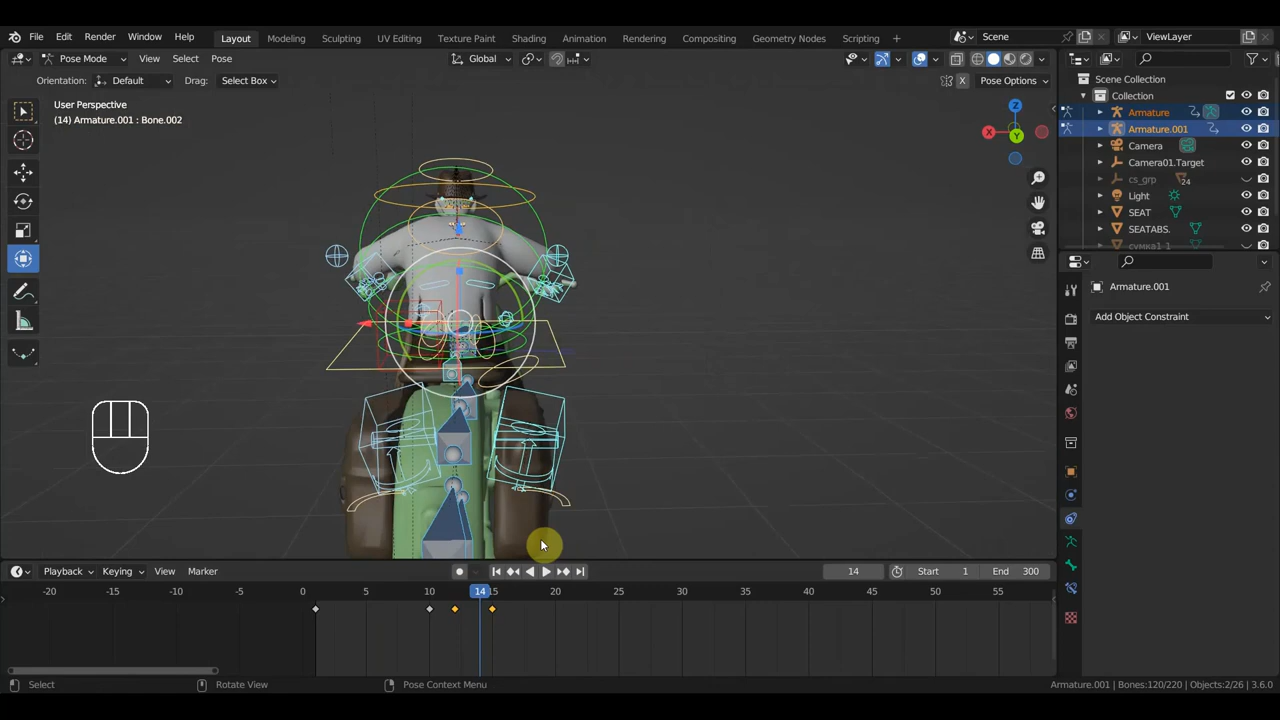 File Edit Render Window Help Layout Modeling Sculpting UV Editing Texture Paint Shading Animation Rendering Compositing Geometry Nodes Scripting + Scene ViewLayer
Pose Mode View Select Pose Global
Orientation: Default Drag: Select Box X Pose Options
User Perspective
(14) Armature.001 : Bone.002
Z
X
Y
Scene Collection
Collection
Armature
Armature.001
Camera
Camera01.Target
cs_grp 24
Light
SEAT
SEATABS.
сумка1 1
Armature.001
Add Object Constraint
Playback Keying View Marker 14 Start 1 End 300
-20 -15 -10 -5 0 5 10 14 15 20 25 30 35 40 45 50 55
Select Rotate View Pose Context Menu Armature.001 | Bones:120/220 | Objects:2/26 | 3.6.0